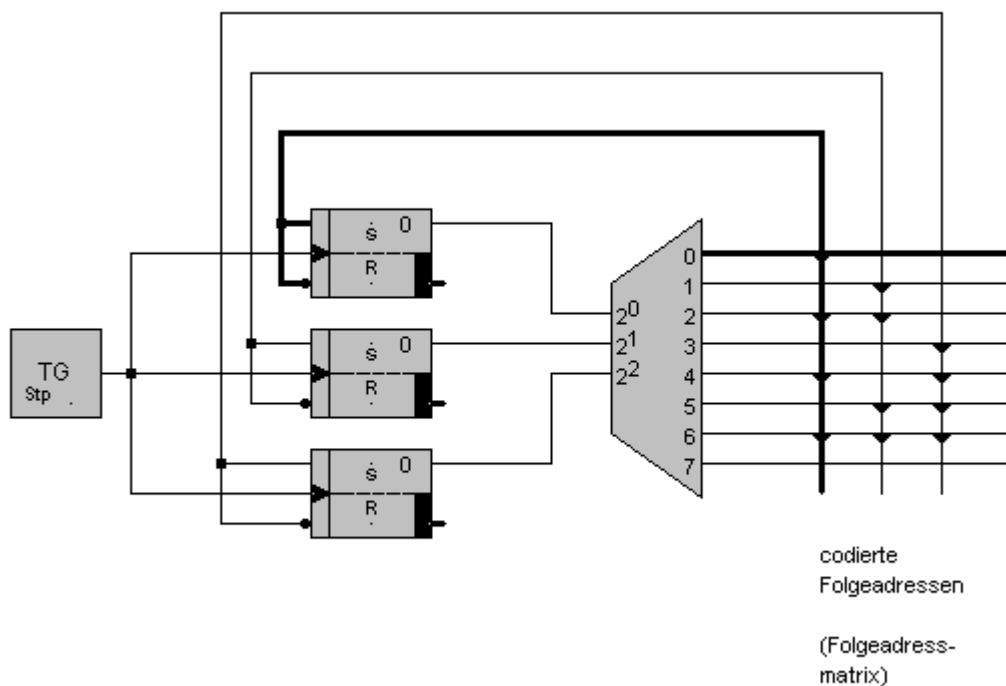 S 0
R
S 0
R
S 0
R
TG
Stp
2⁰
2¹
2²
0
1
2
3
4
5
6
7
codierte
Folgeadressen
(Folgeadress-
matrix)